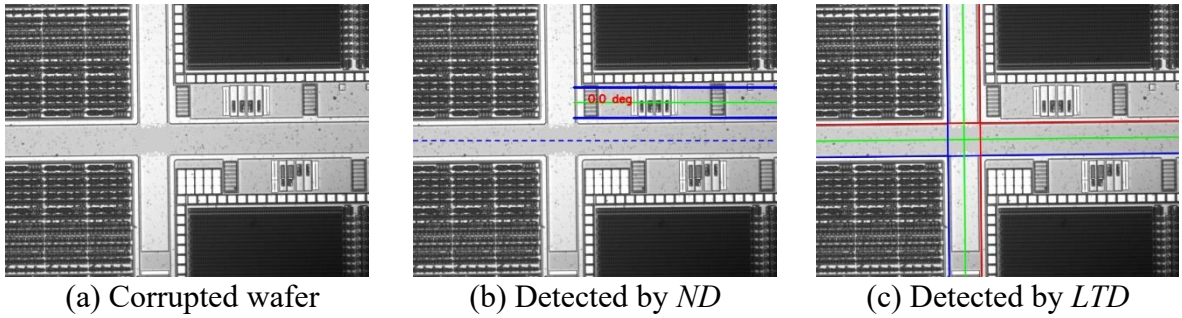 0.0 deg
(a) Corrupted wafer
(b) Detected by ND
(c) Detected by LTD